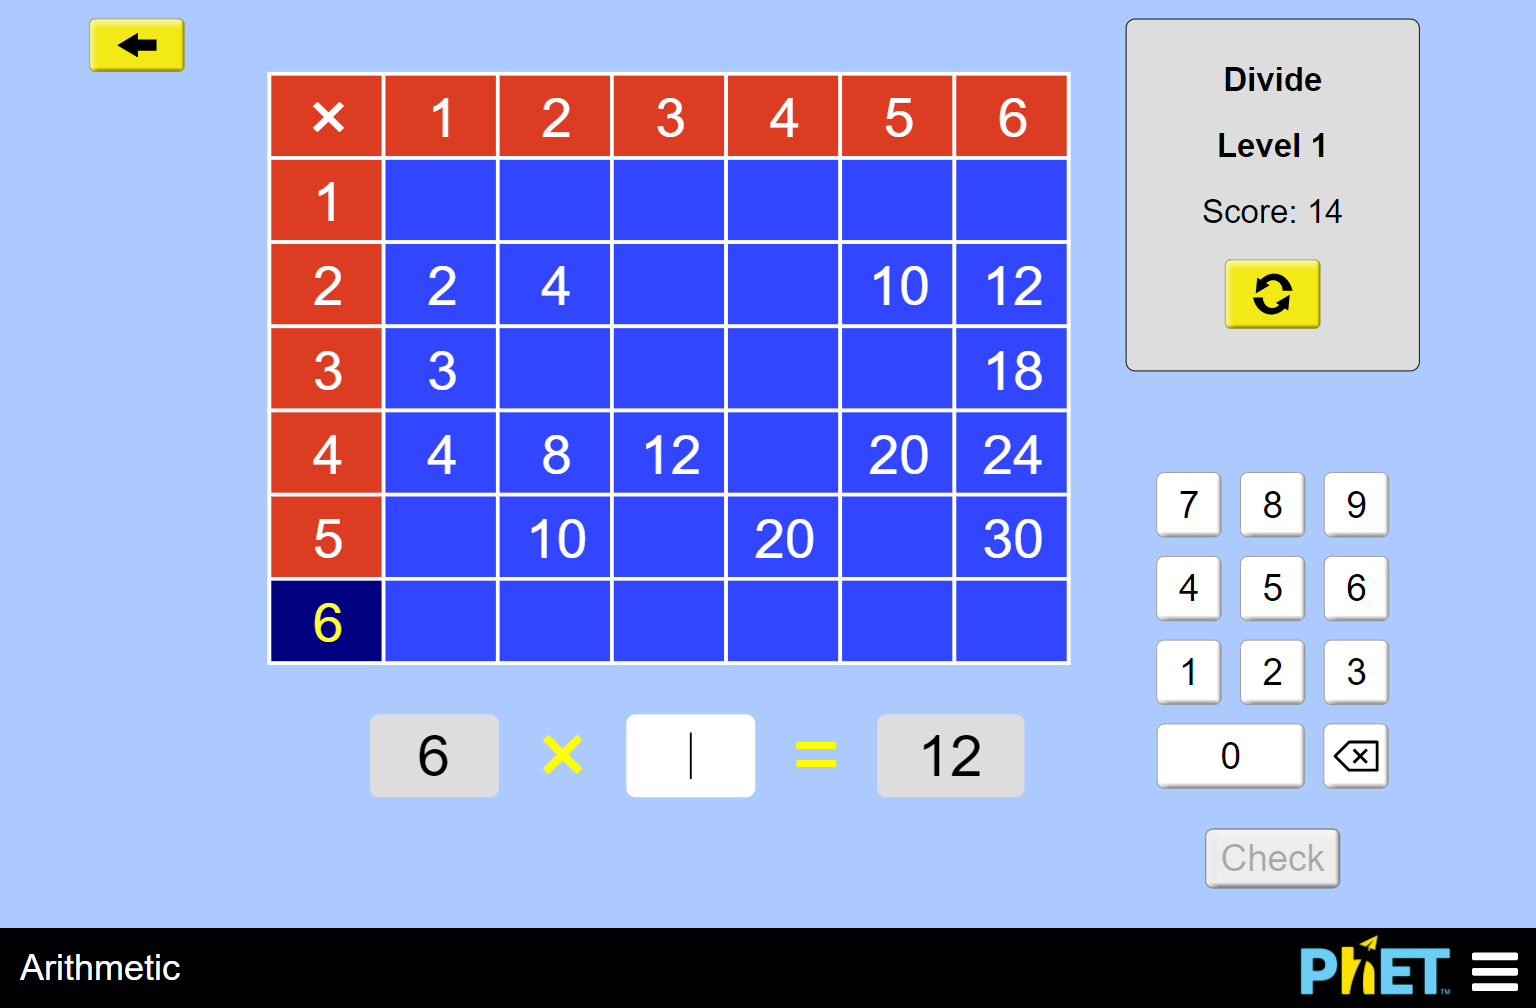 × 1 2 3 4 5 6
1
2 2 4 10 12
3 3 18
4 4 8 12 20 24
5 10 20 30
6
6 × = 12
Divide
Level 1
Score: 14
7 8 9
4 5 6
1 2 3
0
Check
Arithmetic
PhET™